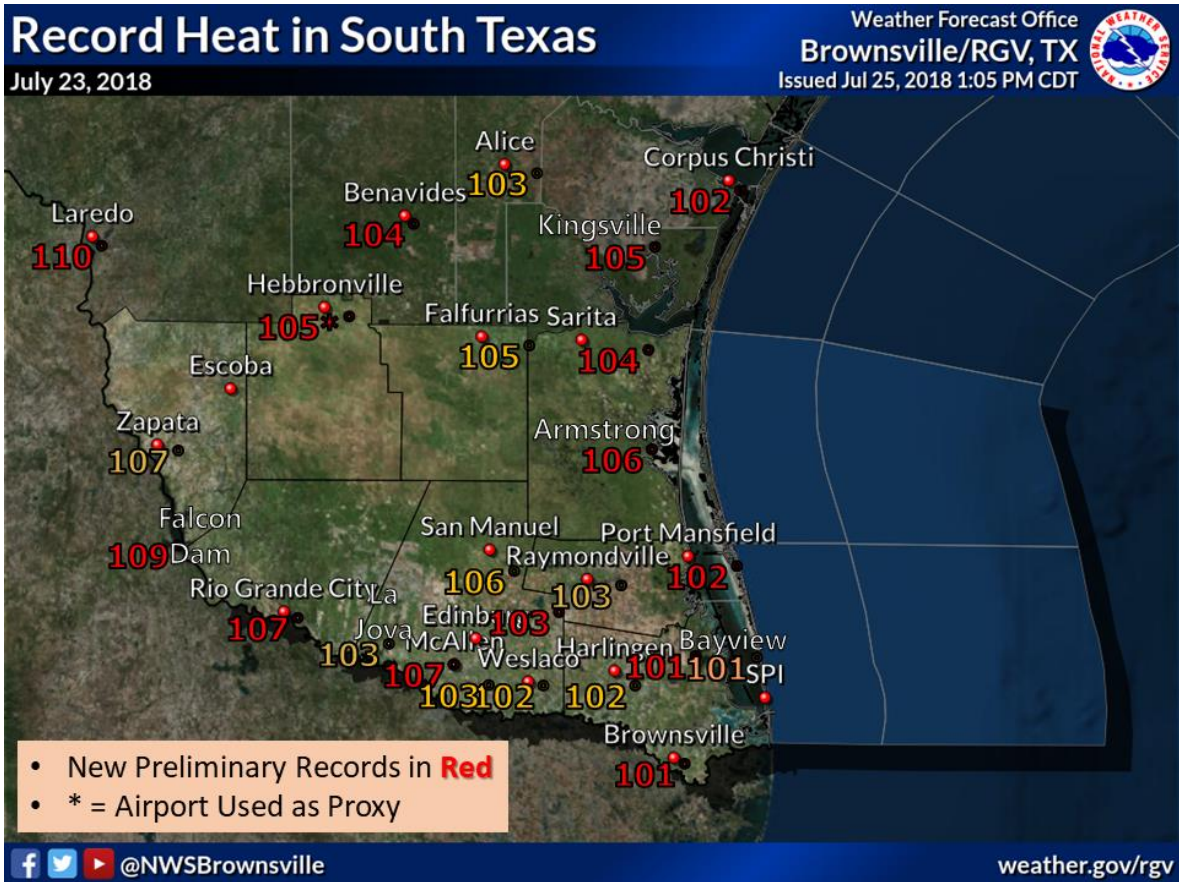 Record Heat in South Texas
July 23, 2018
Weather Forecast Office
Brownsville/RGV, TX
Issued Jul 25, 2018 1:05 PM CDT
NATIONAL WEATHER SERVICE
Alice
103
Corpus Christi
102
Benavides
104
Laredo
110
Kingsville
105
Hebbronville
105*
Falfurrias
105
Sarita
104
Escoba
Zapata
107
Armstrong
106
Falcon
109 Dam
San Manuel
106
Port Mansfield
102
Raymondville
103
Rio Grande City
107
La
Joya
103
Edinburg
103
McAllen
107
Weslaco
103 102
Harlingen
102
101
Bayview
101
SPI
Brownsville
101
• New Preliminary Records in Red
• * = Airport Used as Proxy
@NWSBrownsville
weather.gov/rgv